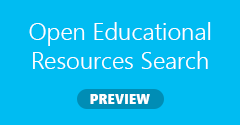 Open Educational
Resources Search
PREVIEW